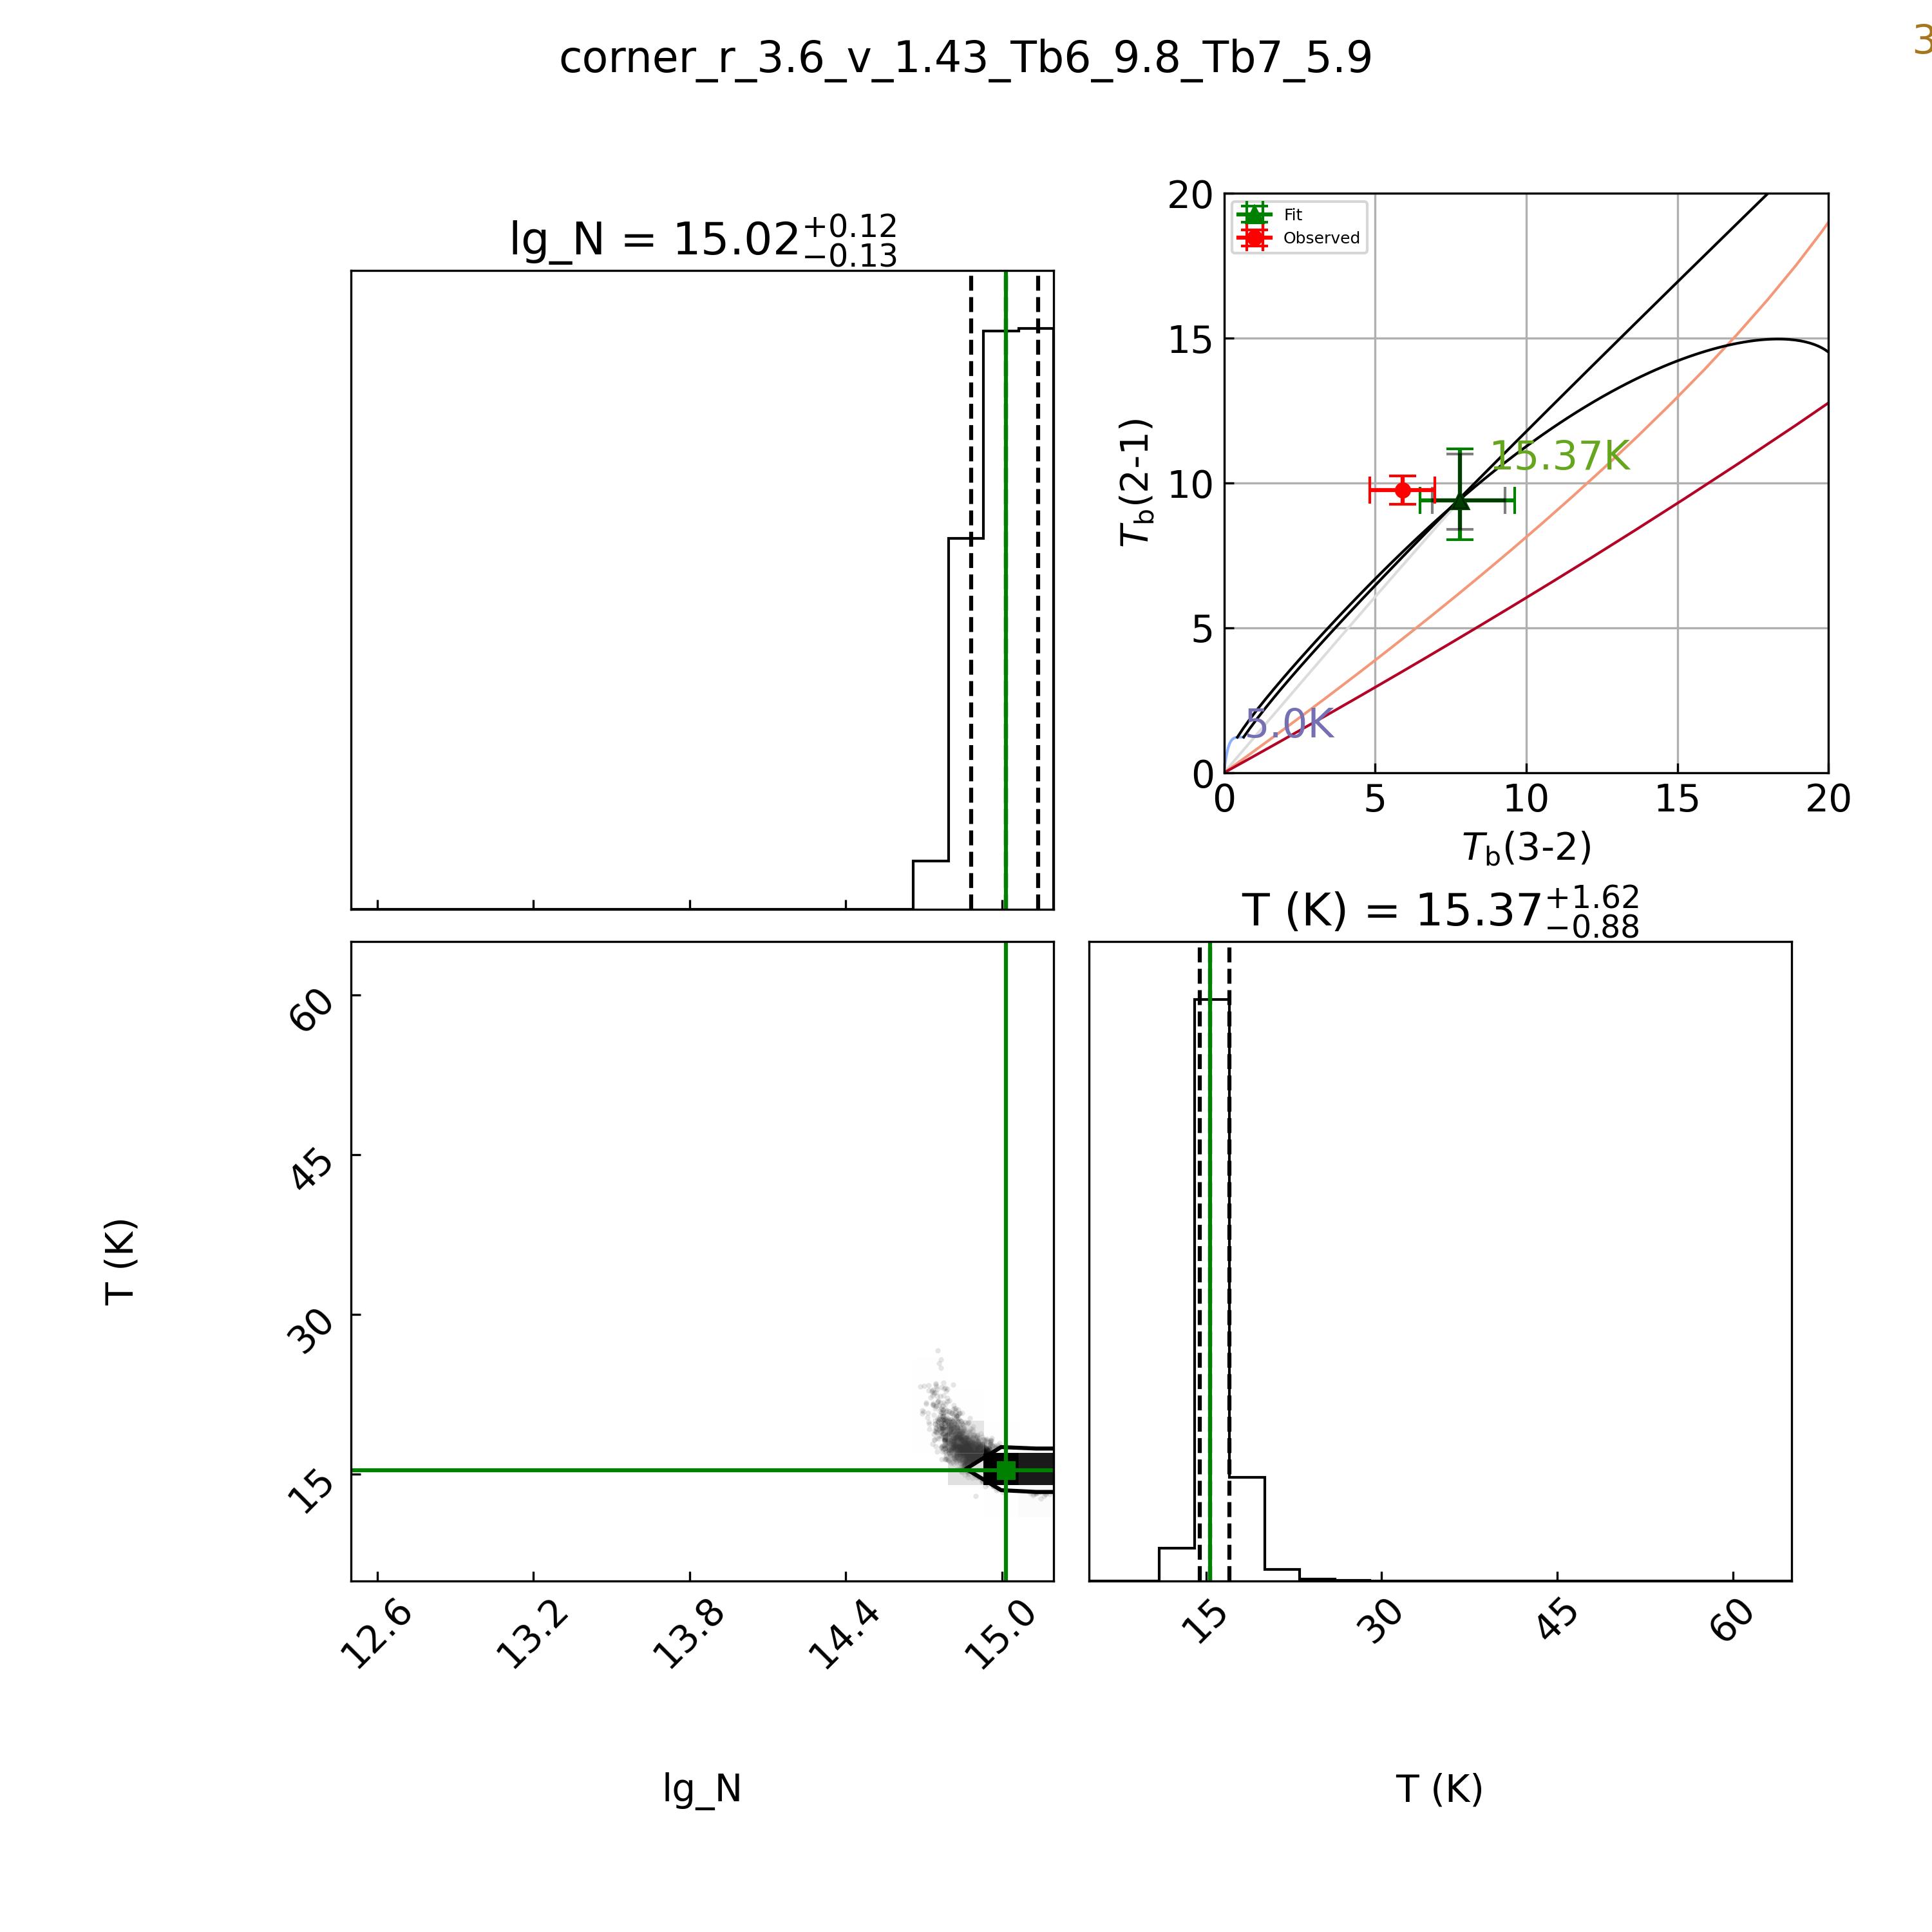 corner_r_3.6_v_1.43_Tb6_9.8_Tb7_5.9
3
lg_N = 15.02 +0.12 −0.13
20
15
10
5
0
Fit
Observed
15.37K
5.0K
T_b(2-1)
0 5 10 15 20
T_b(3-2)
T (K) = 15.37 +1.62 −0.88
60
45
30
15
T (K)
12.6 13.2 13.8 14.4 15.0
15 30 45 60
lg_N
T (K)